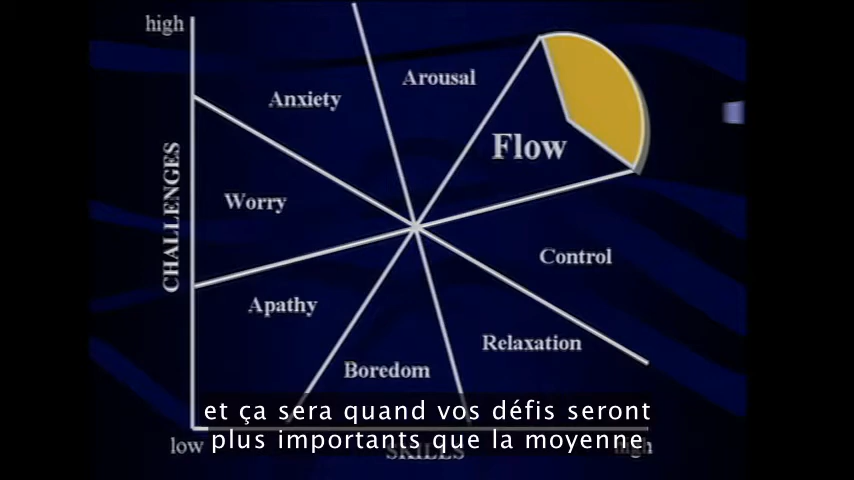 high
Arousal
Anxiety
Flow
CHALLENGES
Worry
Control
Apathy
Relaxation
Boredom
et ça sera quand vos défis seront
plus importants que la moyenne
low
SKILLS
high